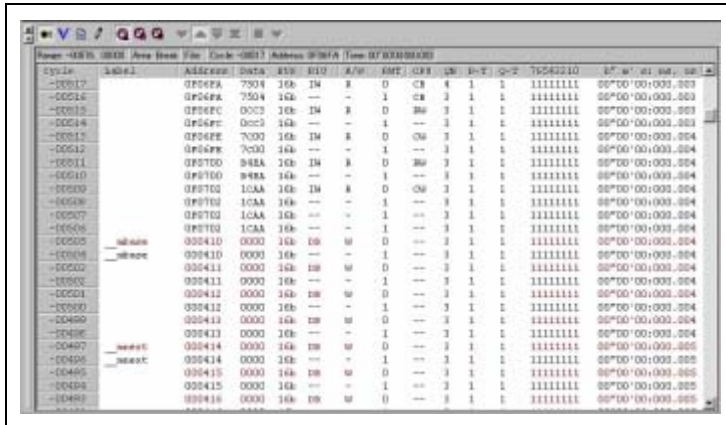 Cycle Label Address Data BUS BIU R/W RWT CPU QN B-T Q-T 76543210 h" m' s: ms. us
-00517 0F06FA 7504 16b IW R 0 CB 4 1 1 11111111 00"00'00:000.003
-00516 0F06FA 7504 16b -- - 1 CB 3 1 1 11111111 00"00'00:000.003
-00515 0F06FC 0CC3 16b IW R 0 RW 3 1 1 11111111 00"00'00:000.003
-00514 0F06FC 0CC3 16b -- - 1 -- 3 1 1 11111111 00"00'00:000.003
-00513 0F06FE 7C00 16b IW R 0 CW 3 1 1 11111111 00"00'00:000.004
-00512 0F06FE 7C00 16b -- - 1 -- 3 1 1 11111111 00"00'00:000.004
-00511 0F0700 B4EA 16b IW R 0 RW 3 1 1 11111111 00"00'00:000.004
-00510 0F0700 B4EA 16b -- - 1 -- 3 1 1 11111111 00"00'00:000.004
-00509 0F0702 1CAA 16b IW R 0 CW 3 1 1 11111111 00"00'00:000.004
-00508 0F0702 1CAA 16b -- - 1 -- 3 1 1 11111111 00"00'00:000.004
-00507 0F0702 1CAA 16b -- - 1 -- 3 1 1 11111111 00"00'00:000.004
-00506 0F0702 1CAA 16b -- - 1 -- 3 1 1 11111111 00"00'00:000.004
-00505 000410 0000 16b DB W 0 -- 3 1 1 11111111 00"00'00:000.004
-00504 000410 0000 16b -- - 1 -- 3 1 1 11111111 00"00'00:000.004
-00503 000411 0000 16b DB W 0 -- 3 1 1 11111111 00"00'00:000.004
-00502 000411 0000 16b -- - 1 -- 3 1 1 11111111 00"00'00:000.004
-00501 000412 0000 16b DB W 0 -- 3 1 1 11111111 00"00'00:000.004
-00500 000412 0000 16b -- - 1 -- 3 1 1 11111111 00"00'00:000.004
-00499 000413 0000 16b DB W 0 -- 3 1 1 11111111 00"00'00:000.004
-00498 000413 0000 16b -- - 1 -- 3 1 1 11111111 00"00'00:000.004
-00497 __mnext 000414 0000 16b DB W 0 -- 3 1 1 11111111 00"00'00:000.005
-00496 __mnext 000414 0000 16b -- - 1 -- 3 1 1 11111111 00"00'00:000.005
-00495 000415 0000 16b DB W 0 -- 3 1 1 11111111 00"00'00:000.005
-00494 000415 0000 16b -- - 1 -- 3 1 1 11111111 00"00'00:000.005
-00493 000416 0000 16b DB W 0 -- 3 1 1 11111111 00"00'00:000.005